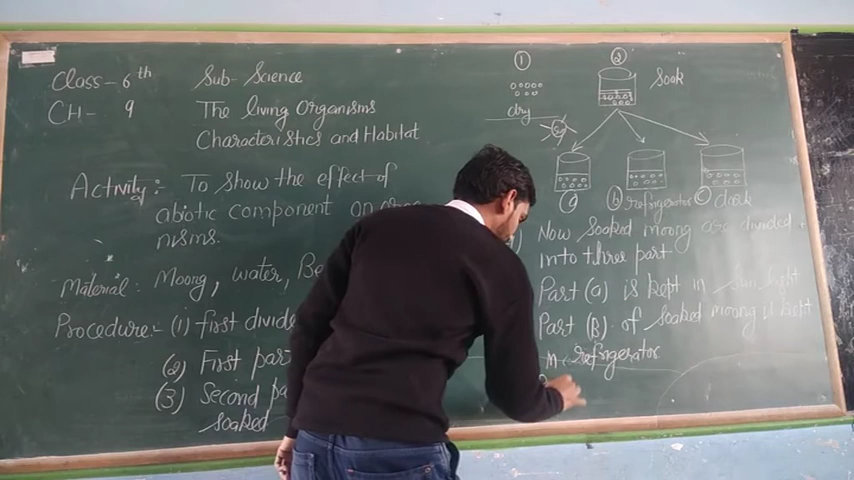 Class - 6th
Sub - Science
CH - 9
The living Organisms
Characteristics and Habitat
Activity :- To show the effect of
abiotic component on
nisms.
Material : Moong, water,
Procedure :- (1) first
(2) First part
(3) Second
soaked
(1)
dry
(2)
Soak
Sun
(a)
(b) refrigerator
(c) dark
Now soaked moong are divided
into three part
Part (a) is kept in sun light
Part (B) of soaked moong is kept
in refrigerator